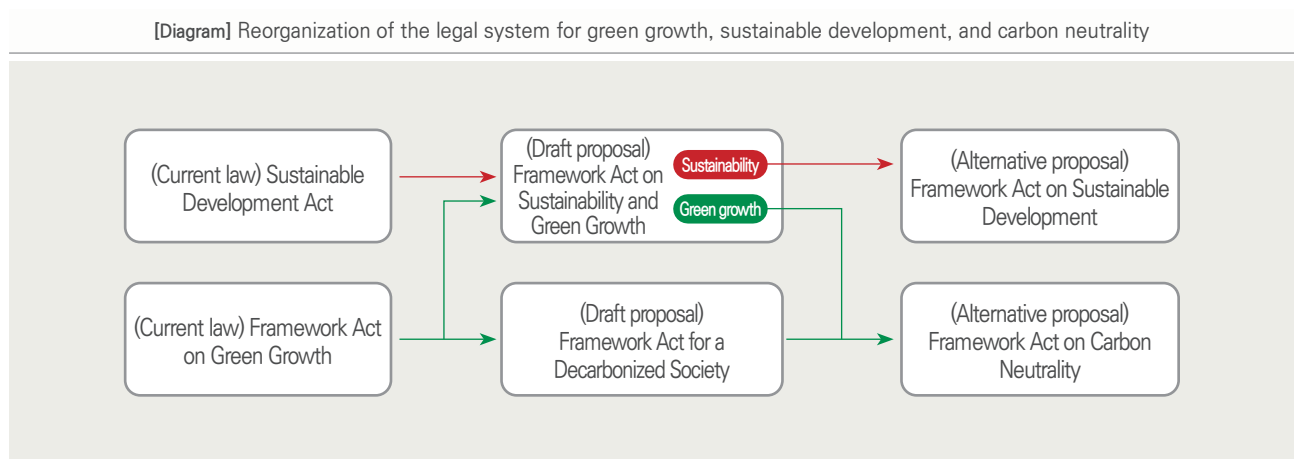 [Diagram] Reorganization of the legal system for green growth, sustainable development, and carbon neutrality
(Current law) Sustainable
Development Act
(Draft proposal)
Framework Act on
Sustainability and
Green Growth
Sustainability
Green growth
(Alternative proposal)
Framework Act on Sustainable
Development
(Current law) Framework Act
on Green Growth
(Draft proposal)
Framework Act for a
Decarbonized Society
(Alternative proposal)
Framework Act on Carbon
Neutrality